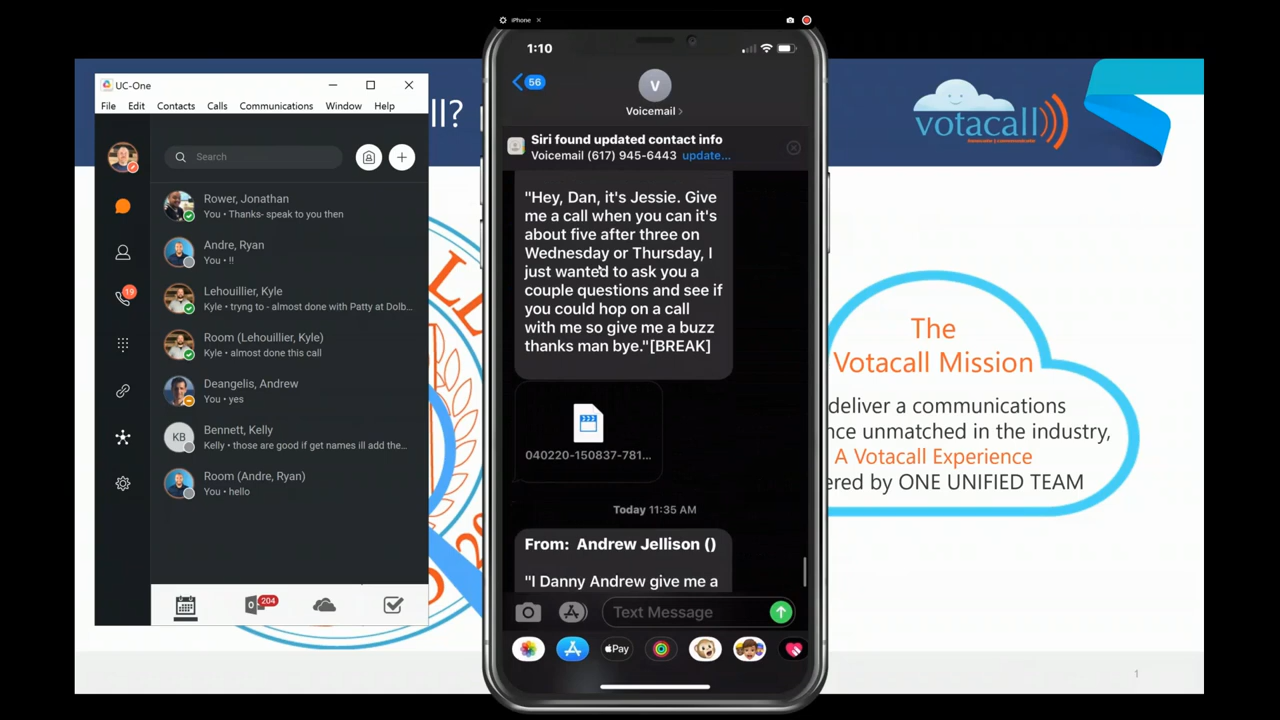 iPhone
UC-One
File Edit Contacts Calls Communications Window Help
Search
Rower, Jonathan
You • Thanks- speak to you then
Andre, Ryan
You • !!
Lehouillier, Kyle
Kyle • tryng to - almost done with Patty at Dolb...
19
Room (Lehouillier, Kyle)
Kyle • almost done this call
Deangelis, Andrew
You • yes
KB
Bennett, Kelly
Kelly • those are good if get names ill add the...
Room (Andre, Ryan)
You • hello
204
ll?
1:10
56
V
Voicemail
Siri found updated contact info
Voicemail (617) 945-6443 update...
"Hey, Dan, it's Jessie. Give
me a call when you can it's
about five after three on
Wednesday or Thursday, I
just wanted to ask you a
couple questions and see if
you could hop on a call
with me so give me a buzz
thanks man bye."[BREAK]
040220-150837-781...
Today 11:35 AM
From: Andrew Jellison ()
"I Danny Andrew give me a
Text Message
Pay
votacall
The
Votacall Mission
deliver a communications
nce unmatched in the industry,
A Votacall Experience
ered by ONE UNIFIED TEAM
1